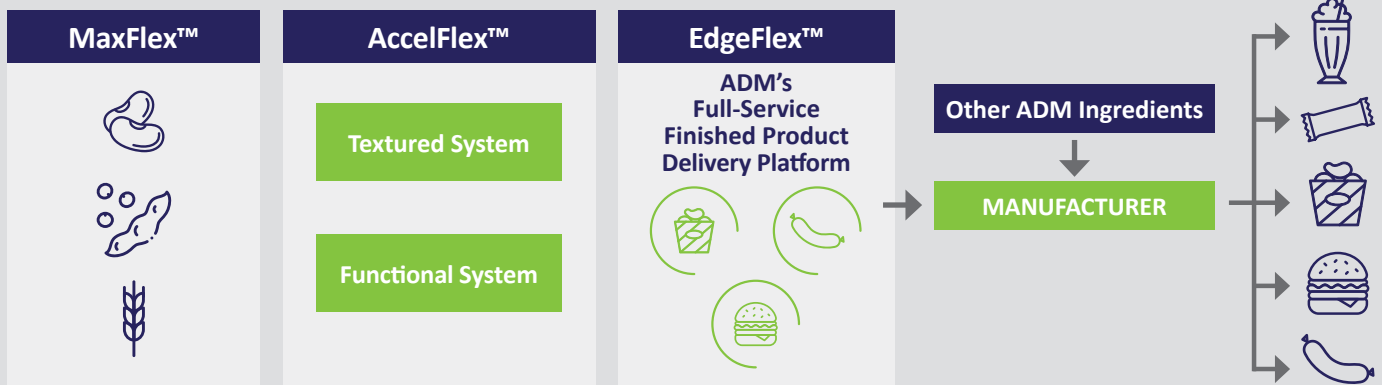 MaxFlex™
AccelFlex™
Textured System
Functional System
EdgeFlex™
ADM's
Full-Service
Finished Product
Delivery Platform
Other ADM Ingredients
MANUFACTURER